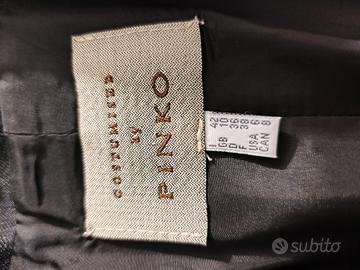 COSTUMISED
by
PINKO
I 42
GB 10
D 36
F 38
USA 6
CAN 8
subito